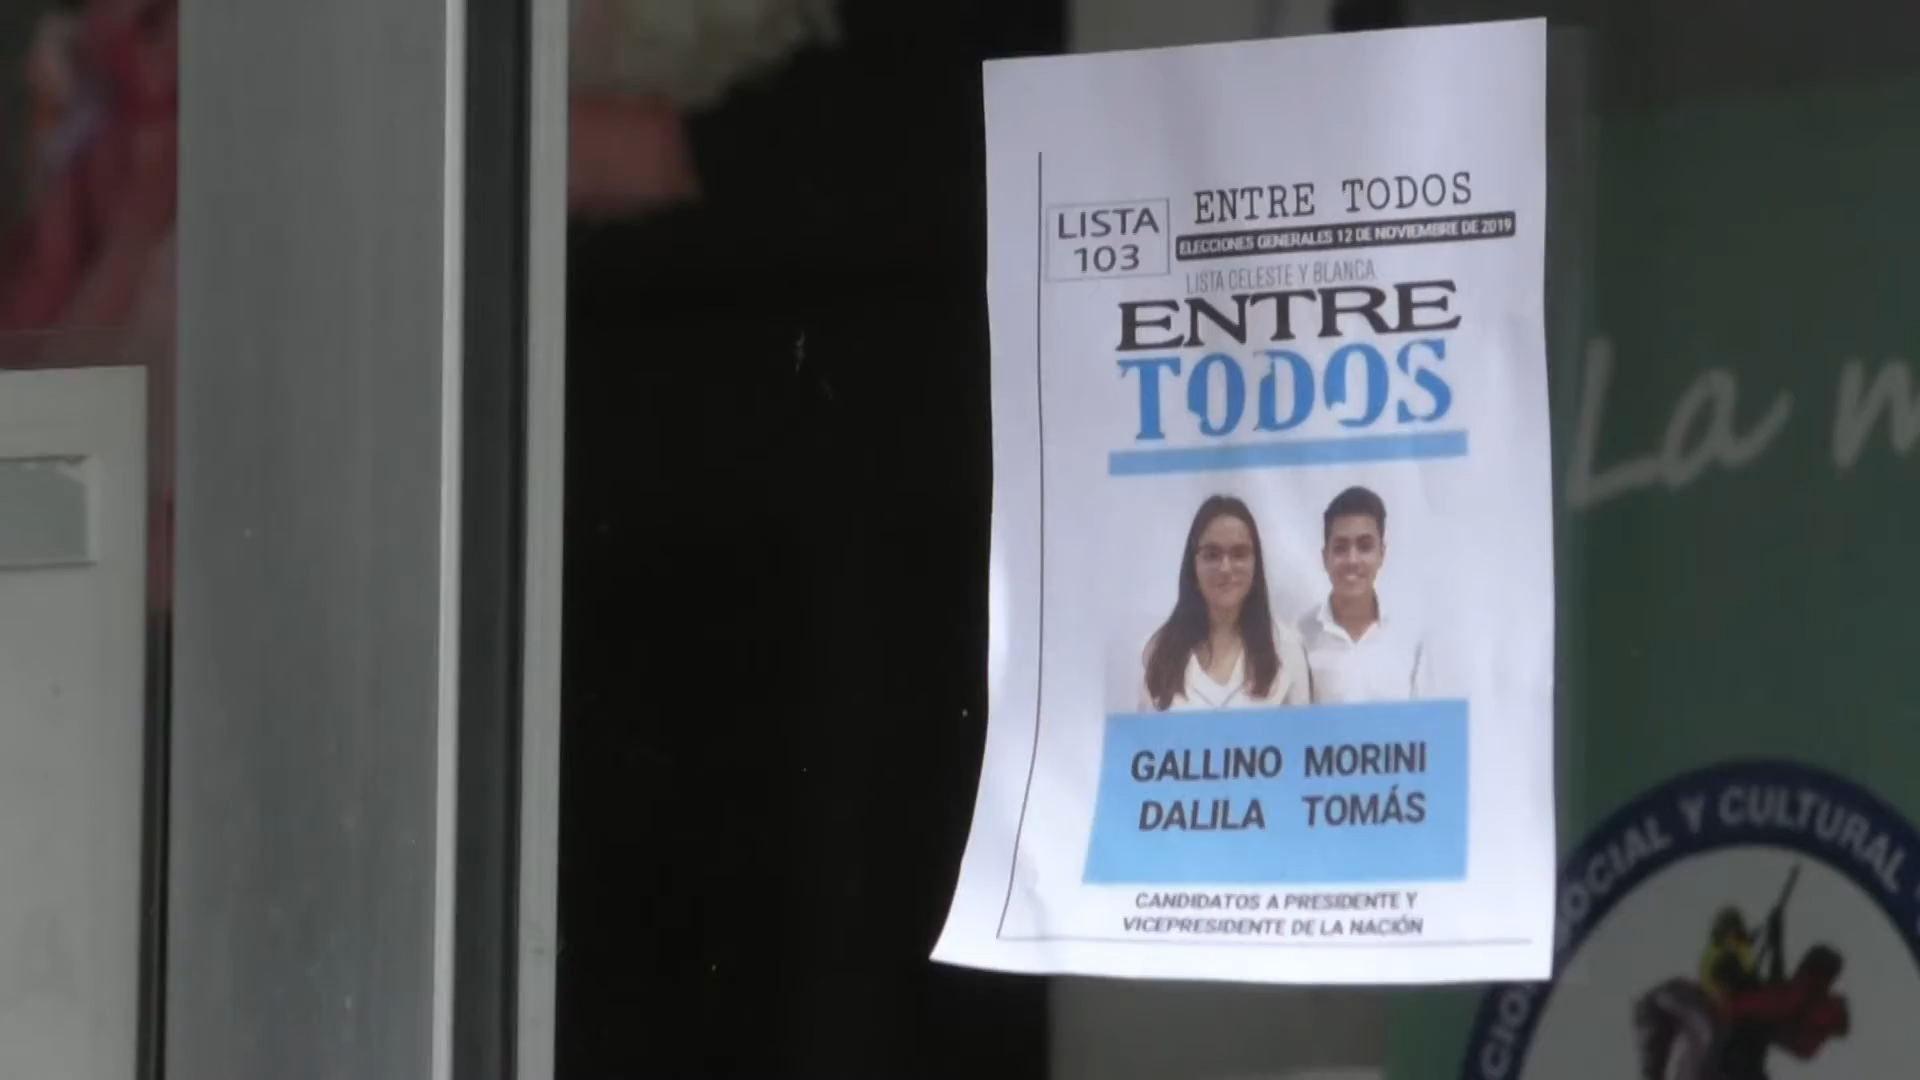 LISTA
103
ENTRE TODOS
ELECCIONES GENERALES 12 DE NOVIEMBRE DE 2019
LISTA CELESTE Y BLANCA
ENTRE
TODOS
GALLINO MORINI
DALILA TOMÁS
CANDIDATOS A PRESIDENTE Y
VICEPRESIDENTE DE LA NACIÓN
La
SOCIAL Y CULTURAL